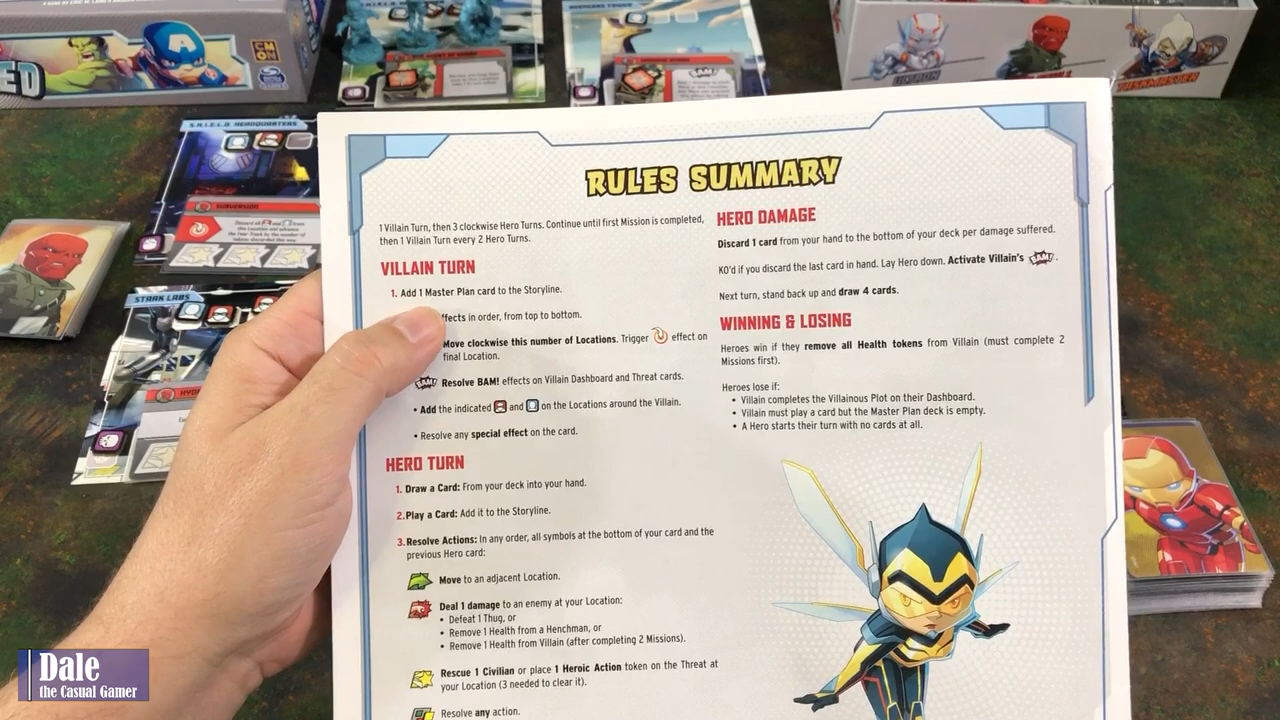 ED
CMON
S.H.I.E.L.D. HEADQUARTERS
SUBVERSION
STARK LABS
BAM!
ULTRON
TASKMASTER
RULES SUMMARY
1 Villain Turn, then 3 clockwise Hero Turns. Continue until first Mission is completed,
then 1 Villain Turn every 2 Hero Turns.
VILLAIN TURN
1. Add 1 Master Plan card to the Storyline.
ffects in order, from top to bottom.
Move clockwise this number of Locations. Trigger effect on
final Location.
BAM! Resolve BAM! effects on Villain Dashboard and Threat cards.
• Add the indicated and on the Locations around the Villain.
• Resolve any special effect on the card.
HERO TURN
1. Draw a Card: From your deck into your hand.
2. Play a Card: Add it to the Storyline.
3. Resolve Actions: In any order, all symbols at the bottom of your card and the
previous Hero card:
Move to an adjacent Location.
Deal 1 damage to an enemy at your Location:
• Defeat 1 Thug, or
• Remove 1 Health from a Henchman, or
• Remove 1 Health from Villain (after completing 2 Missions).
Rescue 1 Civilian or place 1 Heroic Action token on the Threat at
your Location (3 needed to clear it).
Resolve any action.
HERO DAMAGE
Discard 1 card from your hand to the bottom of your deck per damage suffered.
KO'd if you discard the last card in hand. Lay Hero down. Activate Villain's BAM! .
Next turn, stand back up and draw 4 cards.
WINNING & LOSING
Heroes win if they remove all Health tokens from Villain (must complete 2
Missions first).
Heroes lose if:
• Villain completes the Villainous Plot on their Dashboard.
• Villain must play a card but the Master Plan deck is empty.
• A Hero starts their turn with no cards at all.
Dale
the Casual Gamer